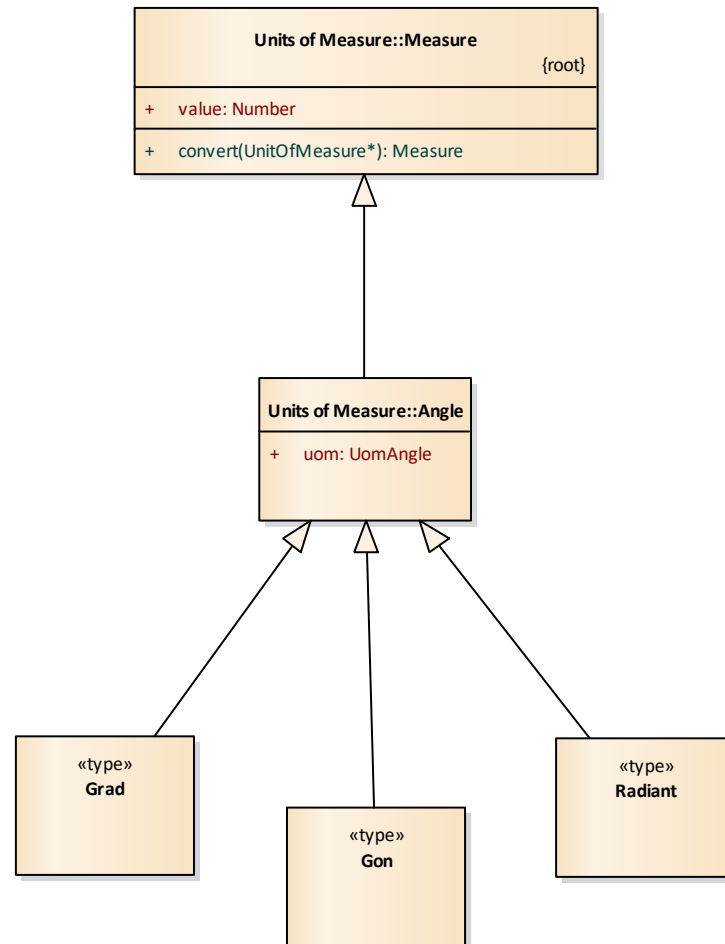 Units of Measure::Measure
{root}
+ value: Number
+ convert(UnitOfMeasure*): Measure
Units of Measure::Angle
+ uom: UomAngle
«type»
Grad
«type»
Radiant
«type»
Gon